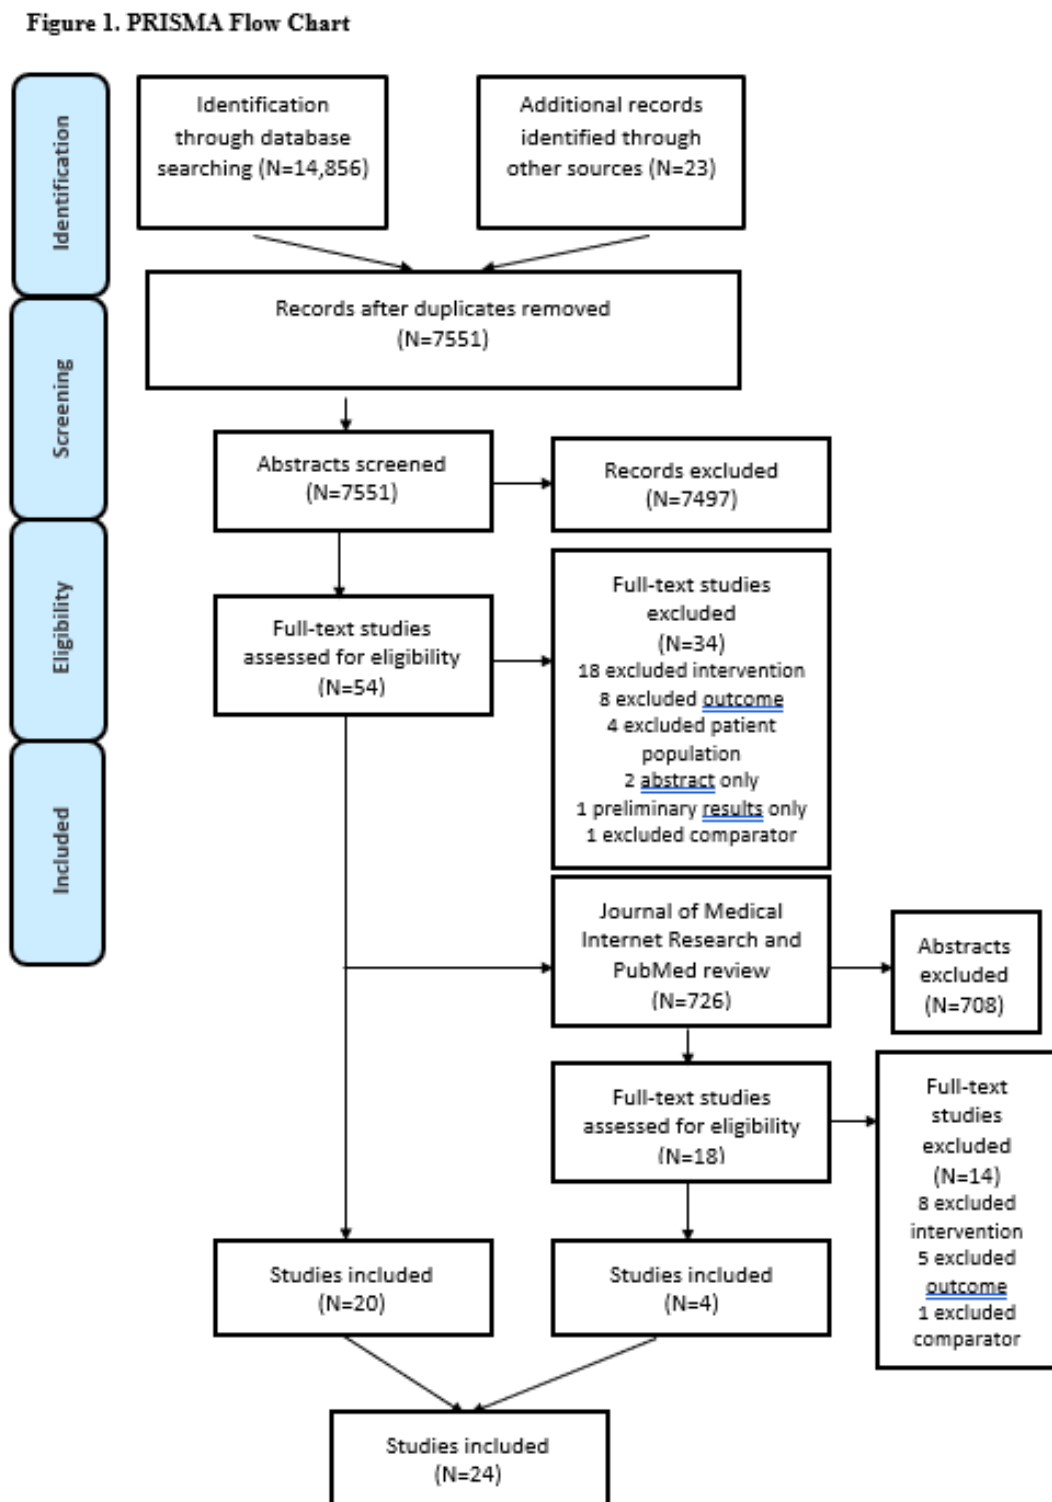 Figure 1. PRISMA Flow Chart
Identification
Identification
through database
searching (N=14,856)
Additional records
identified through
other sources (N=23)
Records after duplicates removed
(N=7551)
Screening
Abstracts screened
(N=7551)
Records excluded
(N=7497)
Eligibility
Full-text studies
assessed for eligibility
(N=54)
Full-text studies
excluded
(N=34)
18 excluded intervention
8 excluded outcome
4 excluded patient
population
2 abstract only
1 preliminary results only
1 excluded comparator
Included
Journal of Medical
Internet Research and
PubMed review
(N=726)
Abstracts
excluded
(N=708)
Full-text studies
assessed for eligibility
(N=18)
Full-text
studies
excluded
(N=14)
8 excluded
intervention
5 excluded
outcome
1 excluded
comparator
Studies included
(N=20)
Studies included
(N=4)
Studies included
(N=24)